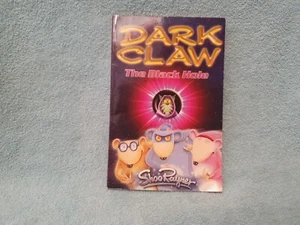 DARK
CLAW
The Black Hole
Shoo Rayner